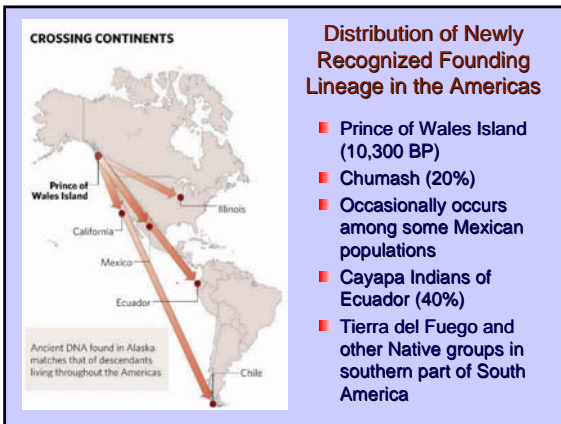 CROSSING CONTINENTS
Prince of
Wales Island
Illinois
California
Mexico
Ecuador
Ancient DNA found in Alaska
matches that of descendants
living throughout the Americas
Chile
Distribution of Newly
Recognized Founding
Lineage in the Americas
Prince of Wales Island
(10,300 BP)
Chumash (20%)
Occasionally occurs
among some Mexican
populations
Cayapa Indians of
Ecuador (40%)
Tierra del Fuego and
other Native groups in
southern part of South
America